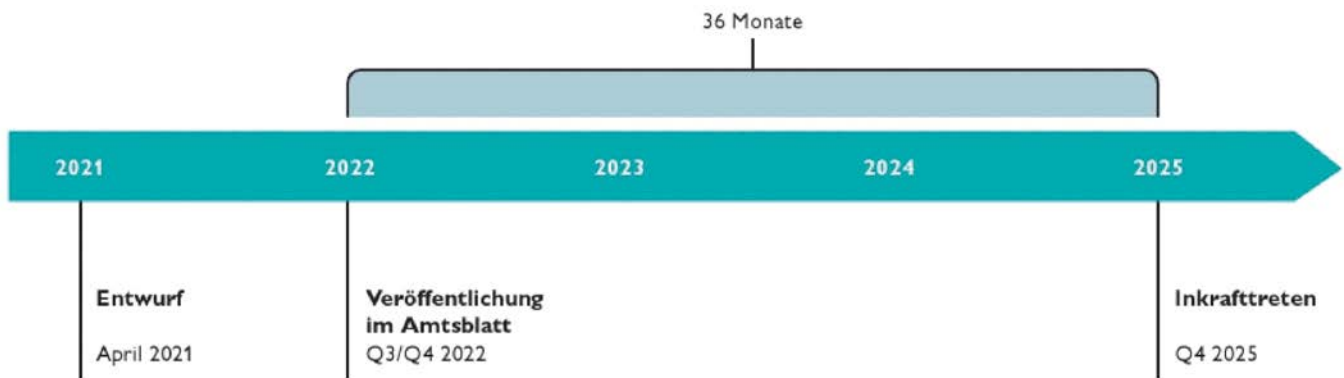 36 Monate
2021 2022 2023 2024 2025
Entwurf
April 2021
Veröffentlichung
im Amtsblatt
Q3/Q4 2022
Inkrafttreten
Q4 2025